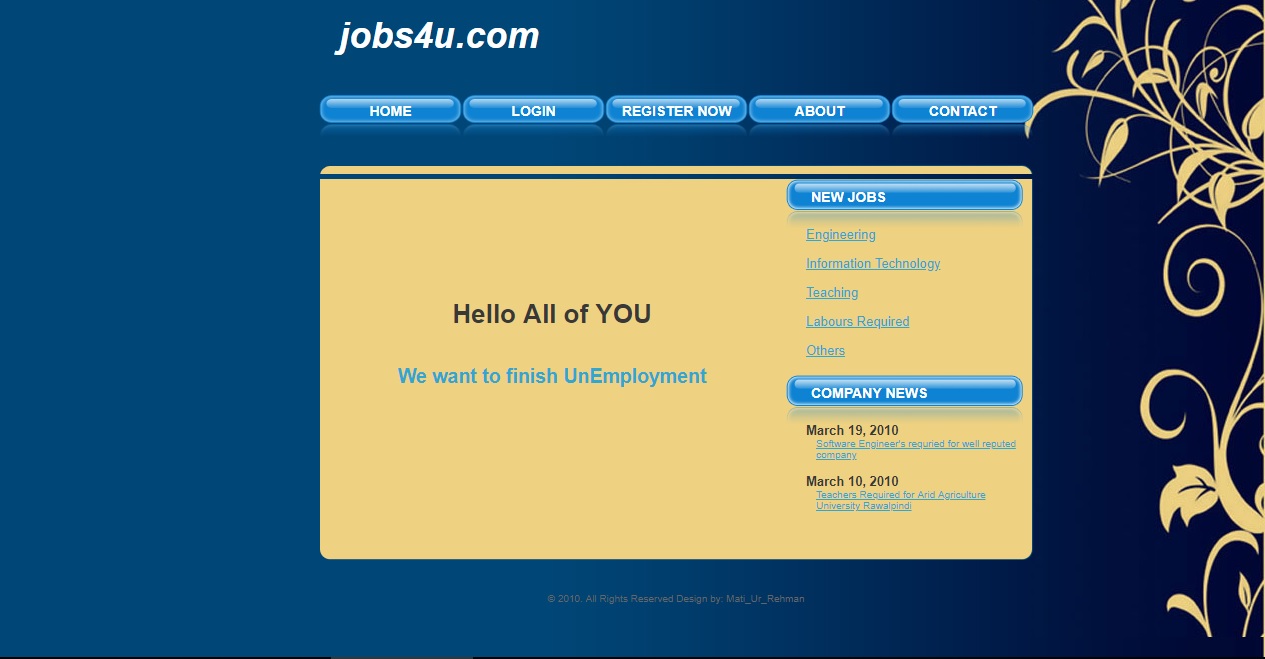 jobs4u.com
HOME LOGIN REGISTER NOW ABOUT CONTACT
Hello All of YOU
We want to finish UnEmployment
NEW JOBS
Engineering
Information Technology
Teaching
Labours Required
Others
COMPANY NEWS
March 19, 2010
Software Engineer's requried for well reputed
company
March 10, 2010
Teachers Required for Arid Agriculture
University Rawalpindi
© 2010. All Rights Reserved Design by: Mati_Ur_Rehman